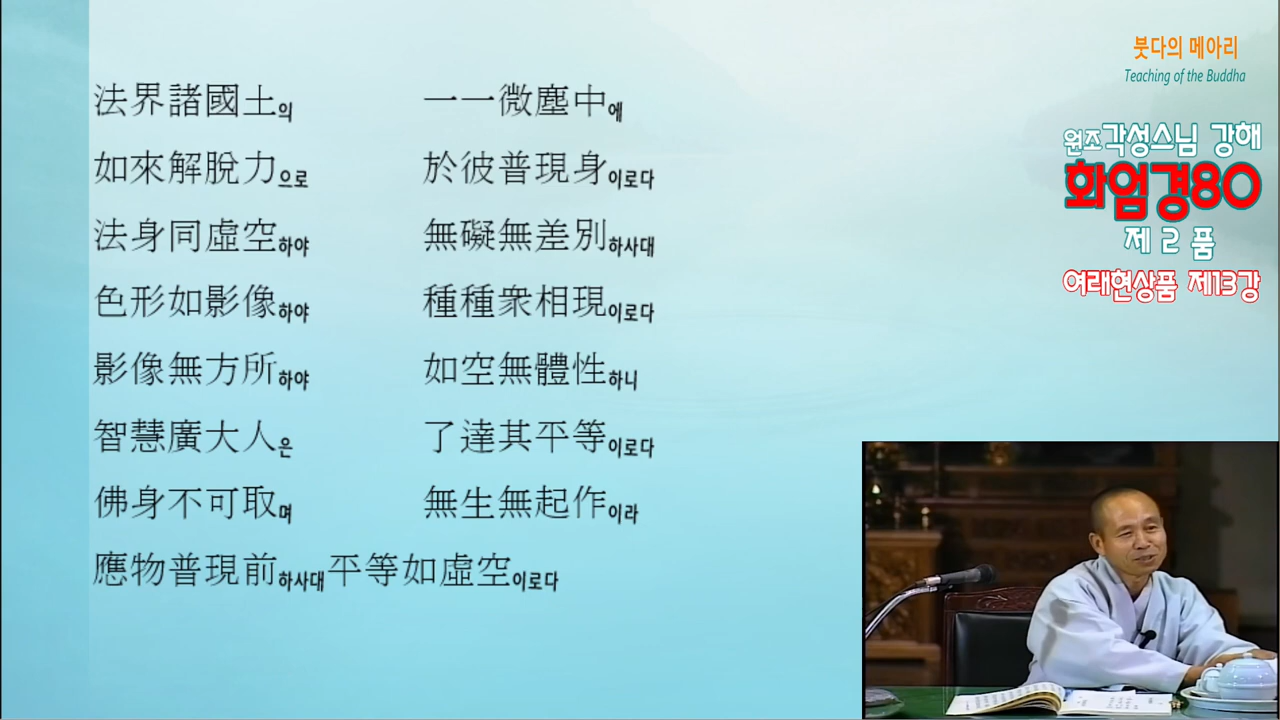 法界諸國土의 一一微塵中에
如來解脫力으로 於彼普現身이로다
法身同虛空하야 無礙無差別하사대
色形如影像하야 種種衆相現이로다
影像無方所하야 如空無體性하니
智慧廣大人은 了達其平等이로다
佛身不可取며 無生無起作이라
應物普現前하사대 平等如虛空이로다
붓다의 메아리
Teaching of the Buddha
원조각성스님 강해
화엄경80
제2품
여래현상품 제13강